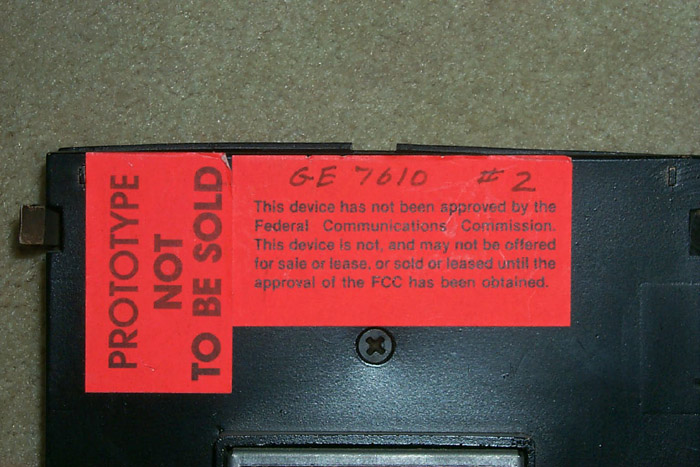 PROTOTYPE
NOT
TO BE SOLD
GE 7610 #2
This device has not been approved by the
Federal Communications Commission.
This device is not, and may not be offered
for sale or lease, or sold or leased until the
approval of the FCC has been obtained.